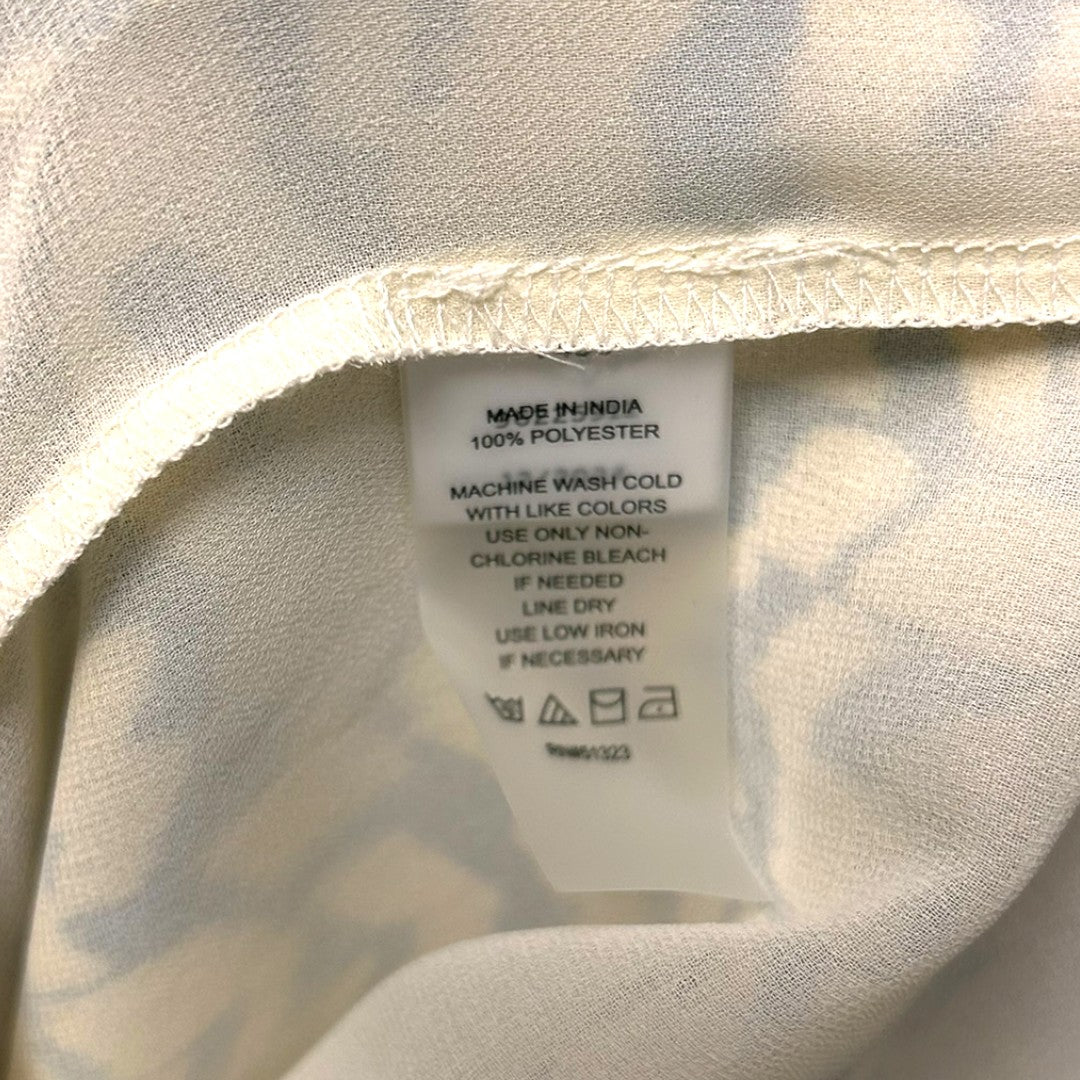 MADE IN INDIA
100% POLYESTER
MACHINE WASH COLD
WITH LIKE COLORS
USE ONLY NON-
CHLORINE BLEACH
IF NEEDED
LINE DRY
USE LOW IRON
IF NECESSARY